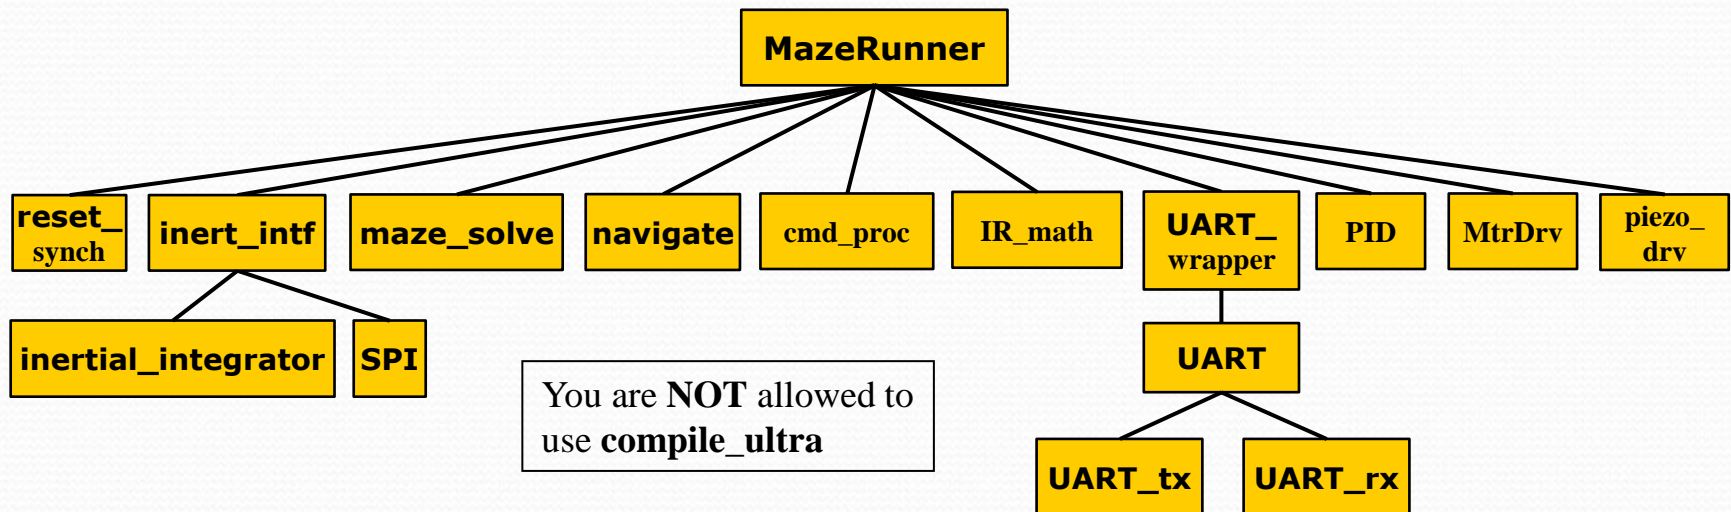 MazeRunner
reset_
synch
inert_intf
maze_solve
navigate
cmd_proc
IR_math
UART_
wrapper
PID
MtrDrv
piezo_
drv
inertial_integrator
SPI
UART
You are NOT allowed to
use compile_ultra
UART_tx
UART_rx